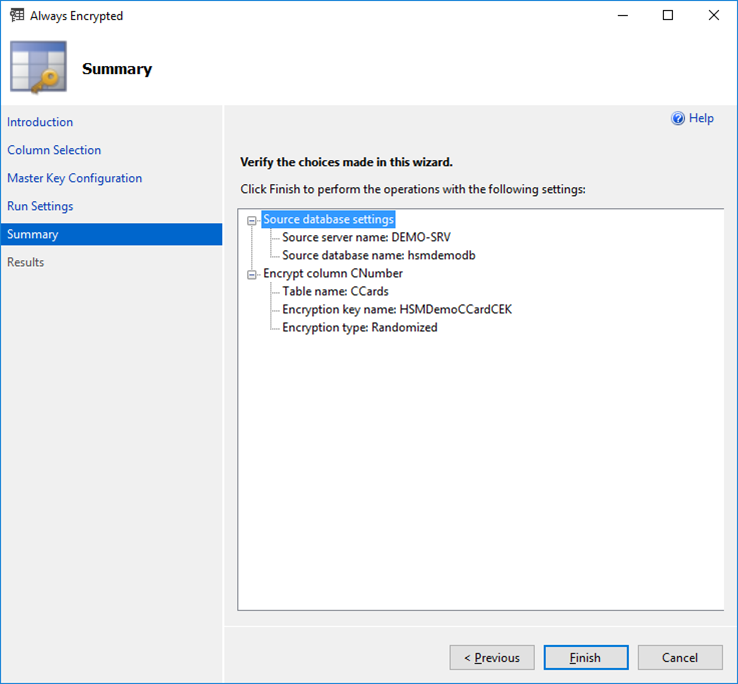 Always Encrypted
Summary
Introduction
Column Selection
Master Key Configuration
Run Settings
Summary
Results
Help
Verify the choices made in this wizard.
Click Finish to perform the operations with the following settings:
Source database settings
Source server name: DEMO-SRV
Source database name: hsmdemodb
Encrypt column CNumber
Table name: CCards
Encryption key name: HSMDemoCCardCEK
Encryption type: Randomized
< Previous
Finish
Cancel